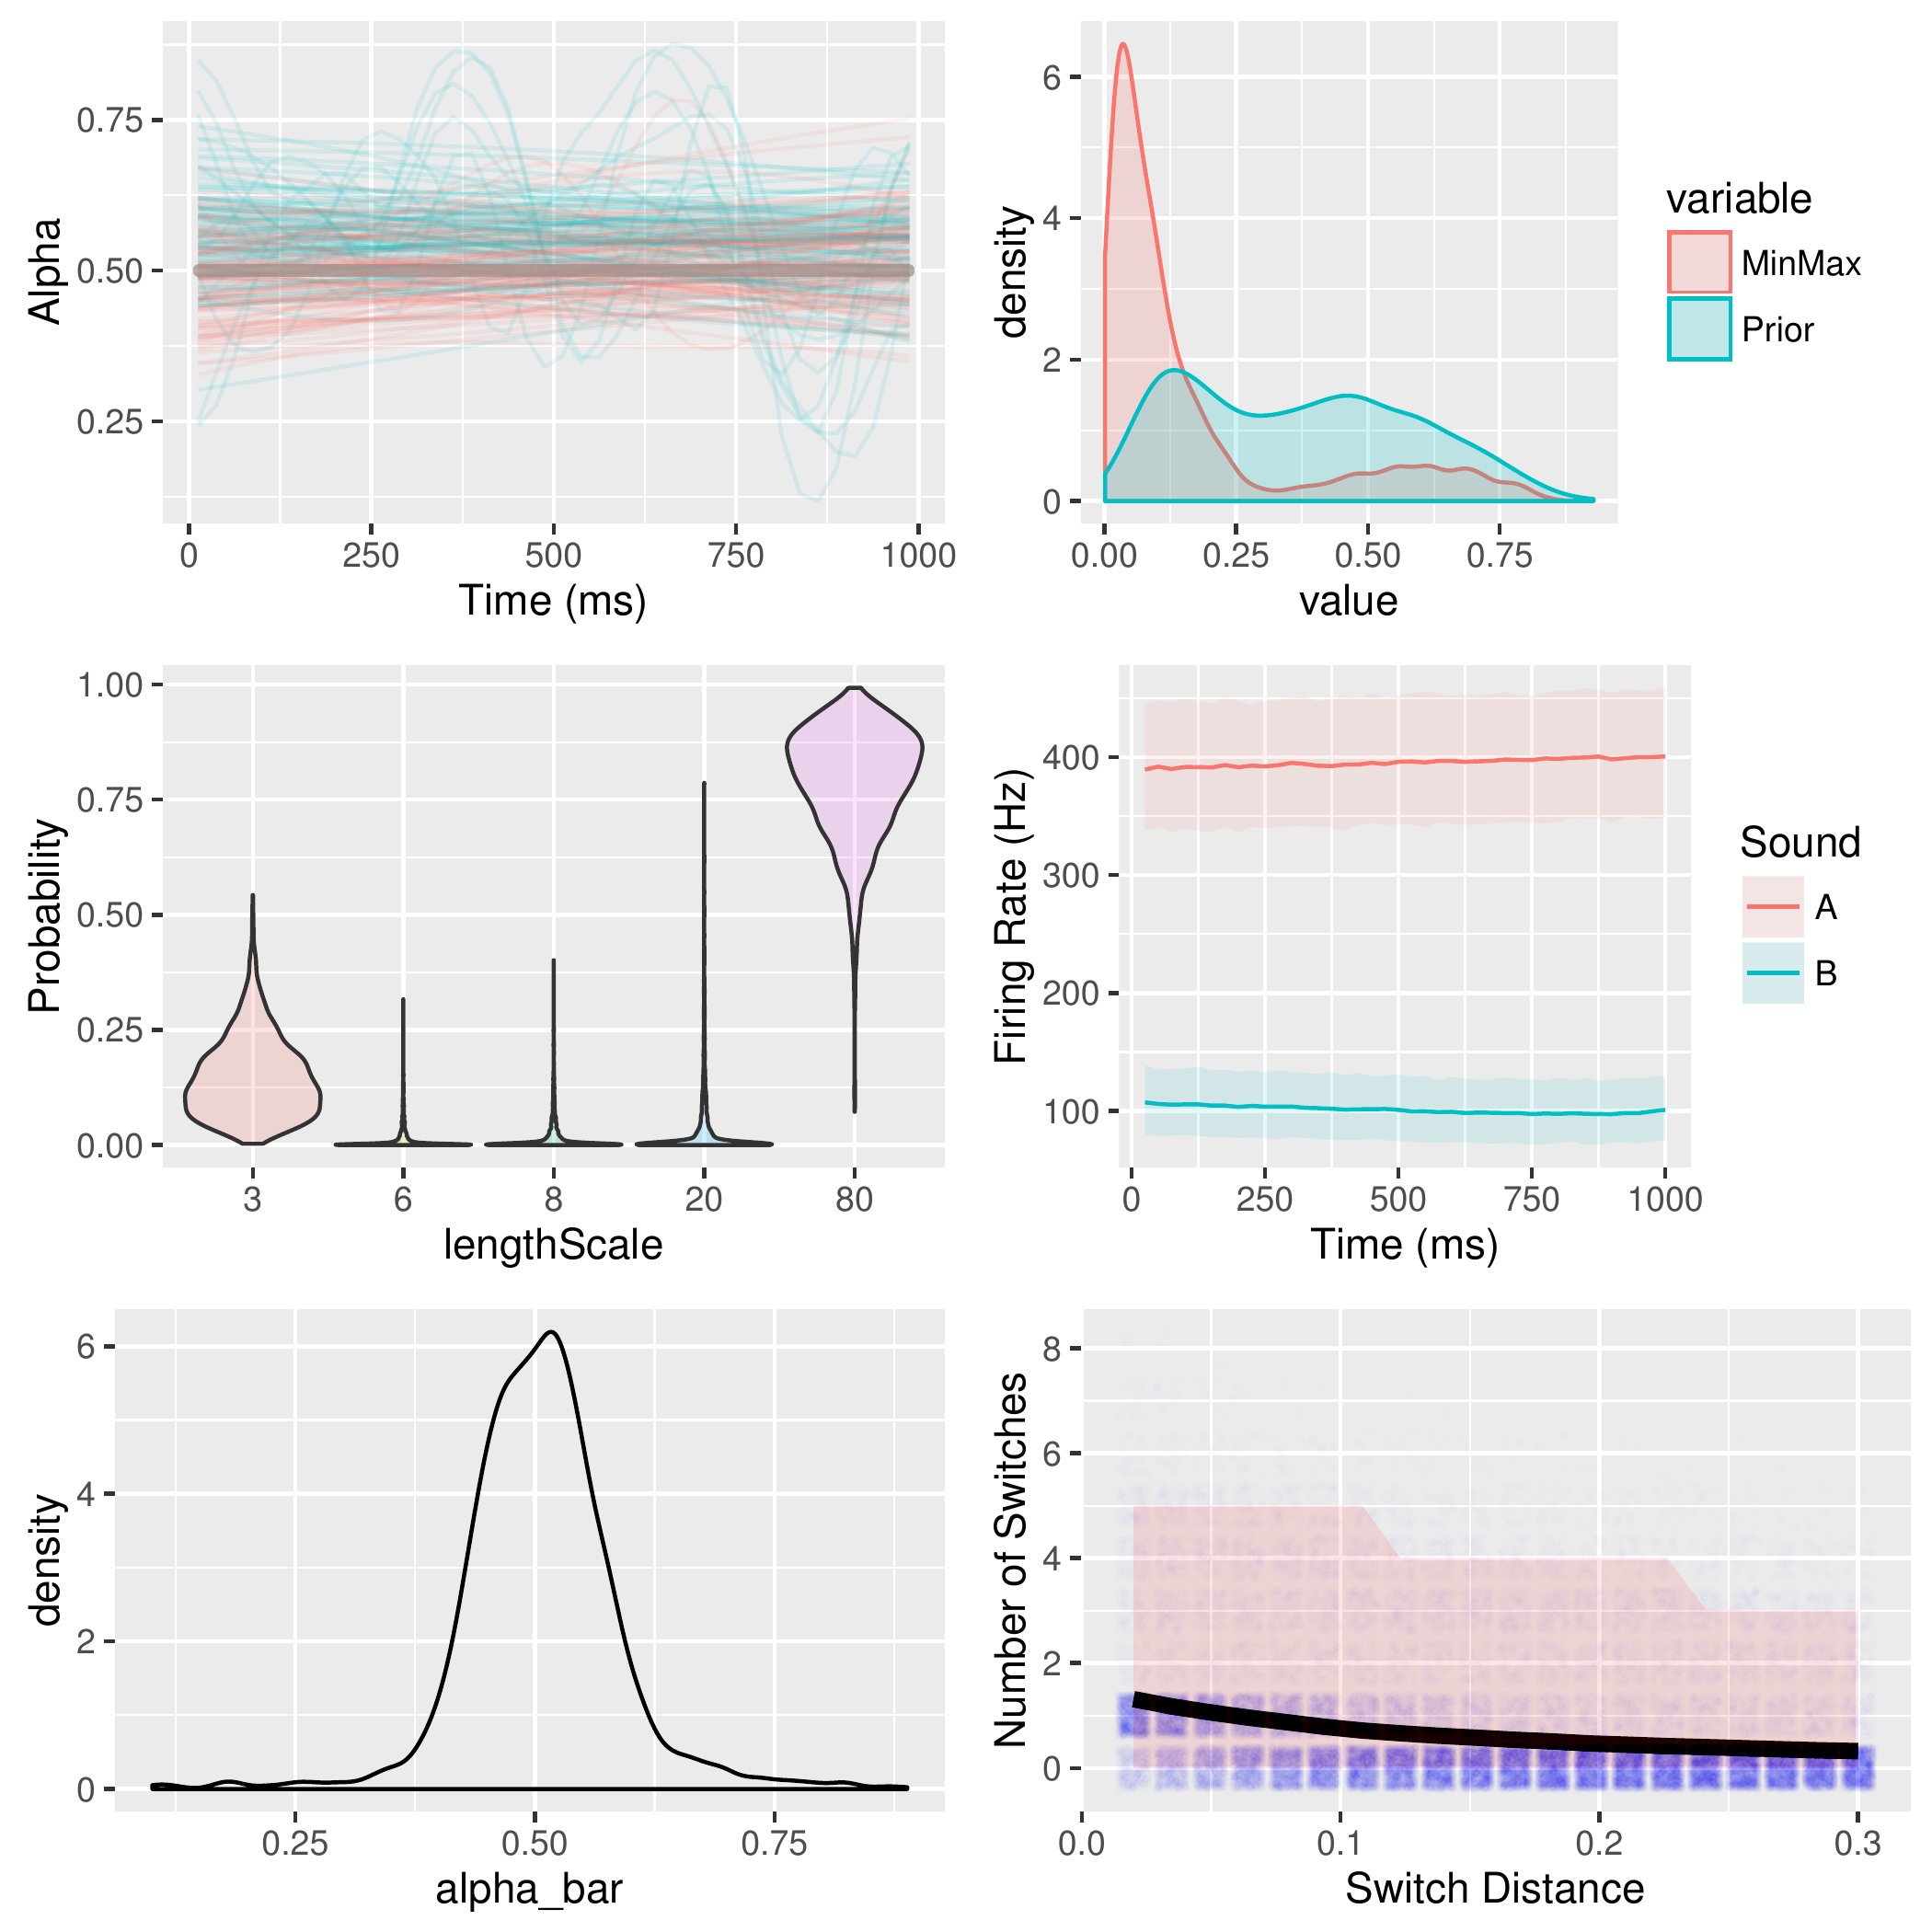 0.75
0.50
0.25
Alpha
0 250 500 750 1000
Time (ms)
6
4
2
0
density
0.00 0.25 0.50 0.75
value
variable
MinMax
Prior
1.00
0.75
0.50
0.25
0.00
Probability
3 6 8 20 80
lengthScale
400
300
200
100
Firing Rate (Hz)
0 250 500 750 1000
Time (ms)
Sound
A
B
6
4
2
0
density
0.25 0.50 0.75
alpha_bar
8
6
4
2
0
Number of Switches
0.0 0.1 0.2 0.3
Switch Distance